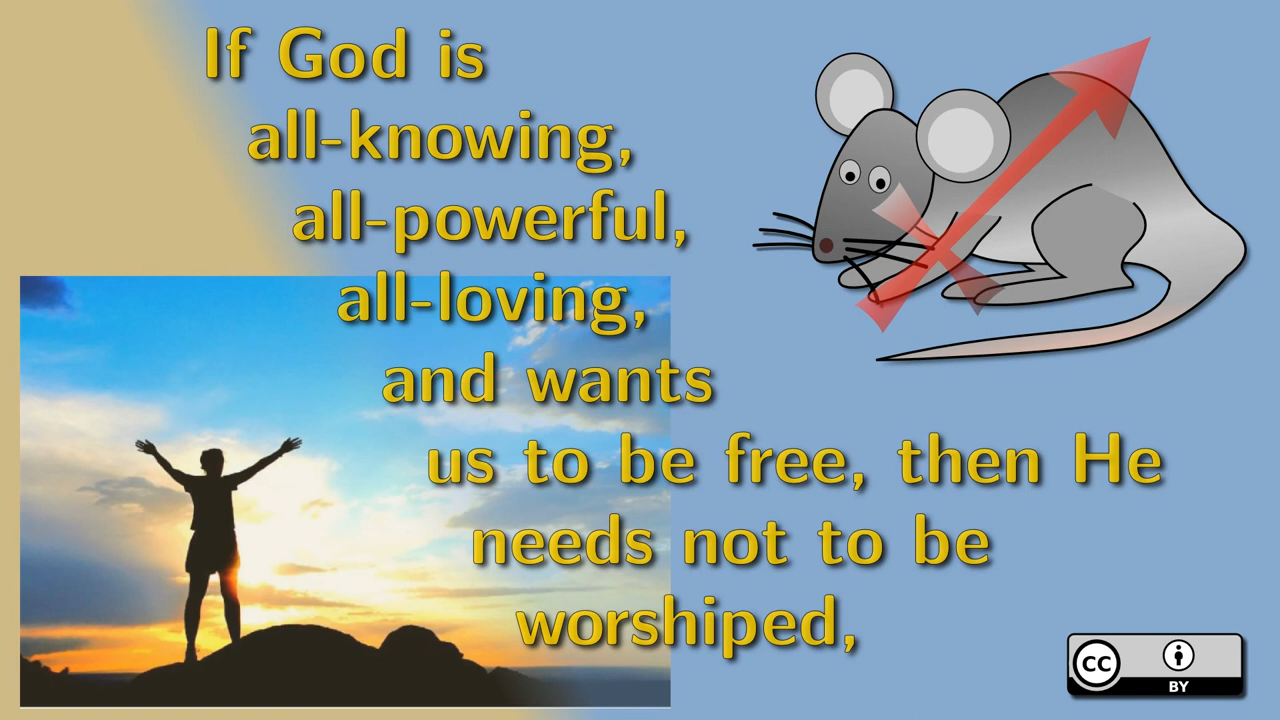 If God is
all-knowing,
all-powerful,
all-loving,
and wants
us to be free, then He
needs not to be
worshiped,
cc
BY